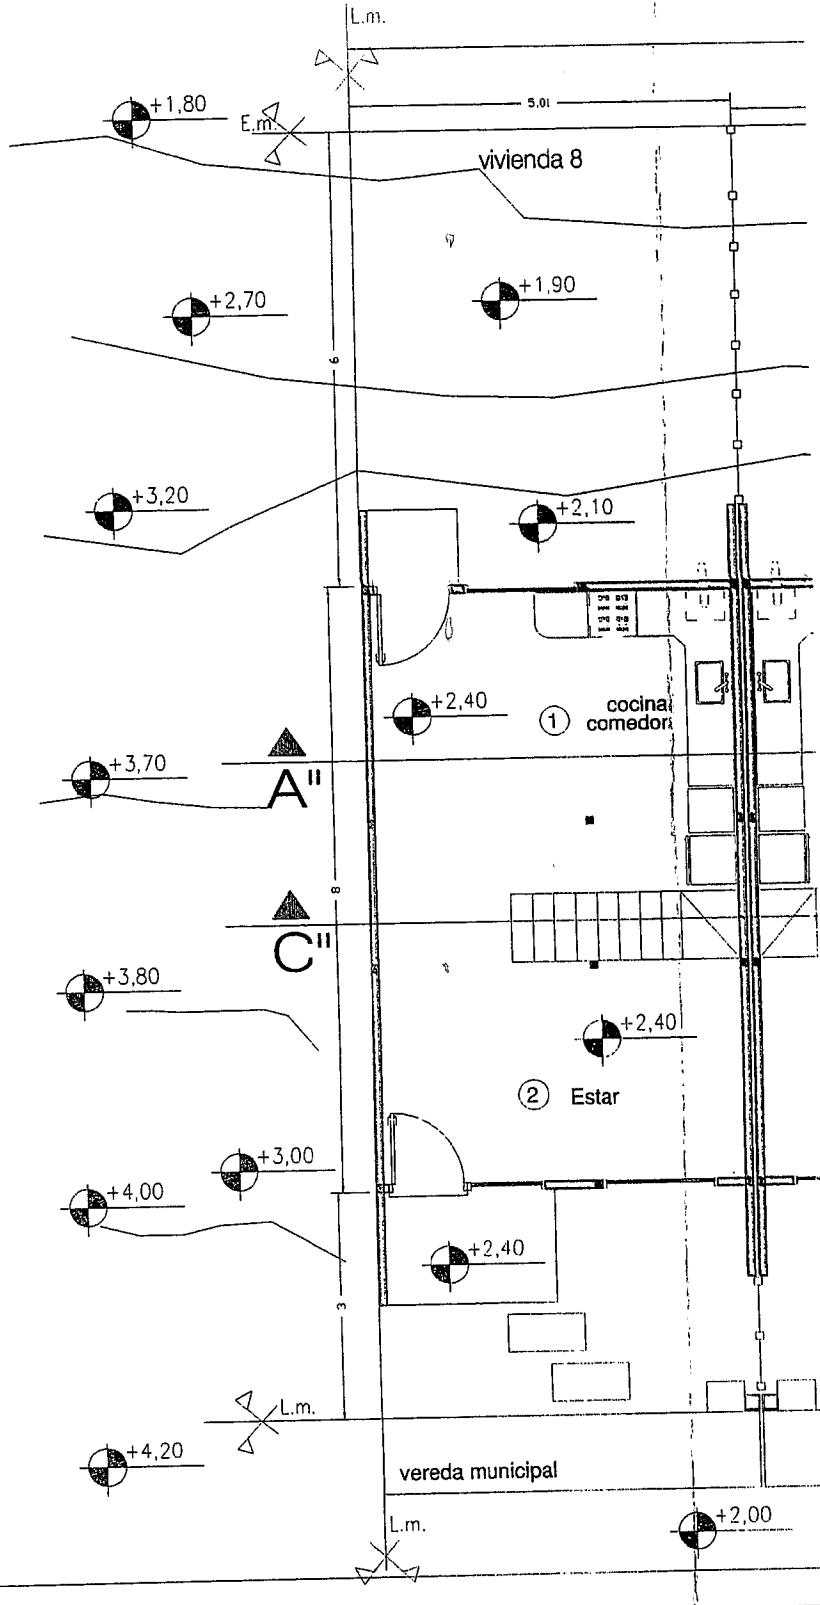 L.m.
+1,80
5.01
E.m.
vivienda 8
+2,70
+1,90
6
+3,20
+2,10
+2,40
1
cocina
comedor
+3,70
A"
8
C"
+3,80
+2,40
2
Estar
+3,00
+4,00
+2,40
3
L.m.
+4,20
vereda municipal
L.m.
+2,00